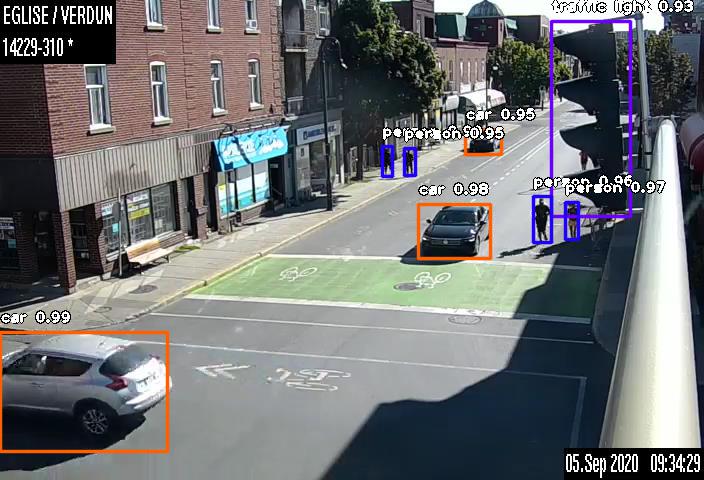 EGLISE / VERDUN
14229-310 *
traffic light 0.93
car 0.95
person 0.95
person 0.96
person 0.97
car 0.98
car 0.99
05.Sep 2020 09:34:29